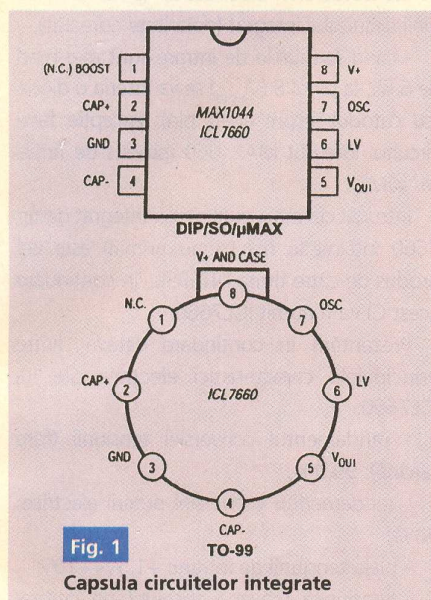 (N.C.) BOOST 1
CAP+ 2
GND 3
CAP- 4
MAX1044
ICL7660
8 V+
7 OSC
6 LV
5 VOUI
DIP/SO/μMAX
V+ AND CASE
8
N.C. 1
7 OSC
CAP+ 2
ICL7660
6 LV
GND 3
5 VOUI
4
CAP-
TO-99
Fig. 1
Capsula circuitelor integrate